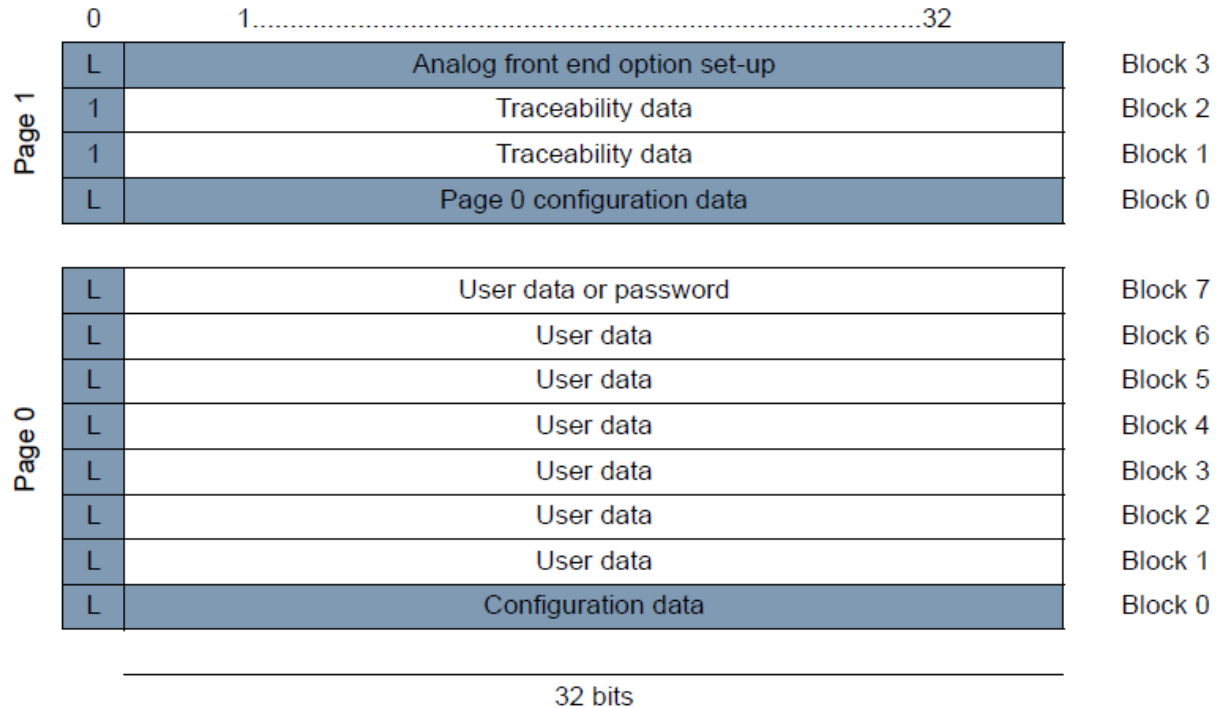 0 1.................................................................................32
L Analog front end option set-up Block 3
1 Traceability data Block 2
1 Traceability data Block 1
L Page 0 configuration data Block 0
Page 1
L User data or password Block 7
L User data Block 6
L User data Block 5
L User data Block 4
L User data Block 3
L User data Block 2
L User data Block 1
L Configuration data Block 0
Page 0
32 bits